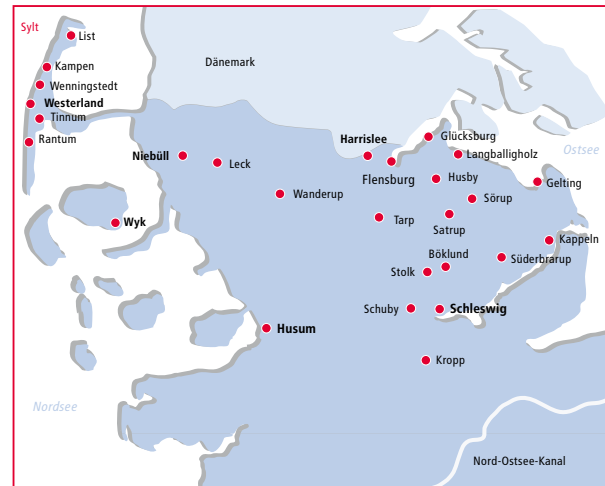 Sylt
List
Dänemark
Kampen
Wenningstedt
Westerland
Tinnum
Rantum
Glücksburg
Harrislee
Langballigholz
Ostsee
Niebüll
Leck
Flensburg
Husby
Gelting
Wanderup
Sörup
Wyk
Tarp
Satrup
Kappeln
Böklund
Süderbrarup
Stolk
Schuby
Schleswig
Husum
Kropp
Nordsee
Nord-Ostsee-Kanal